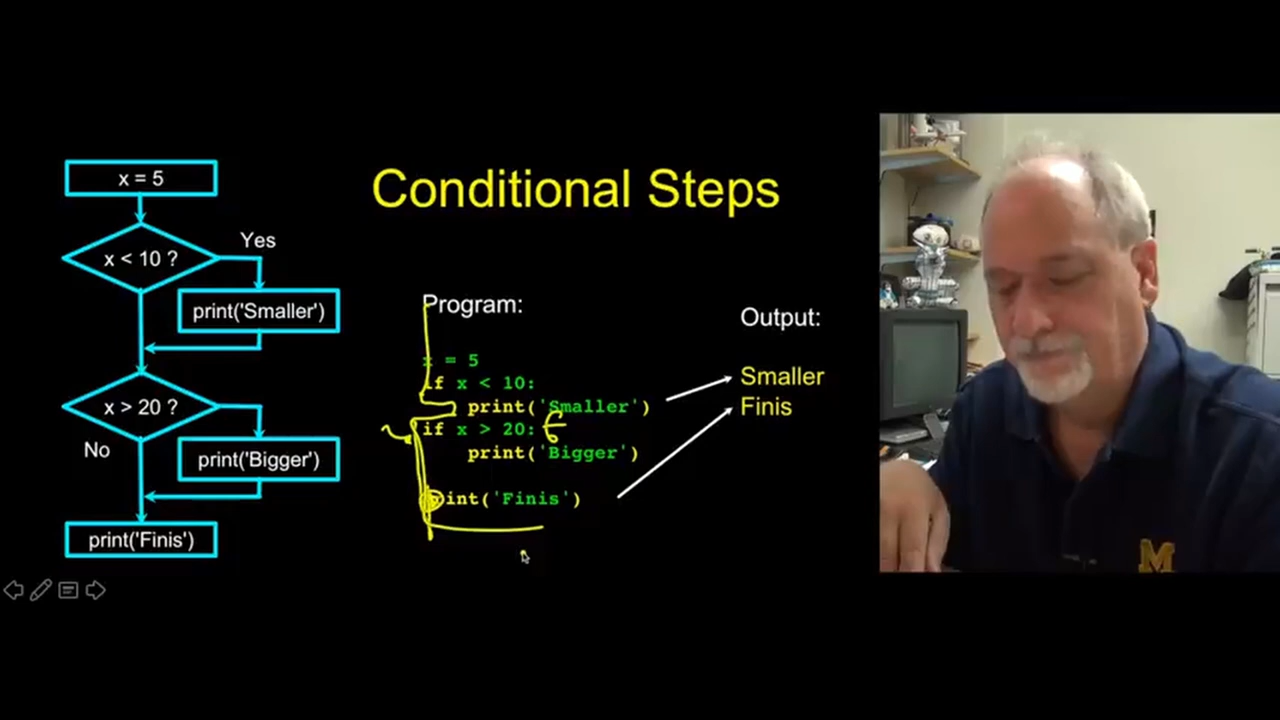 Conditional Steps
x = 5
x < 10 ?
Yes
print('Smaller')
x > 20 ?
No
print('Bigger')
print('Finis')
Program:
x = 5
if x < 10:
print('Smaller')
if x > 20:
print('Bigger')
print('Finis')
Output:
Smaller
Finis
M